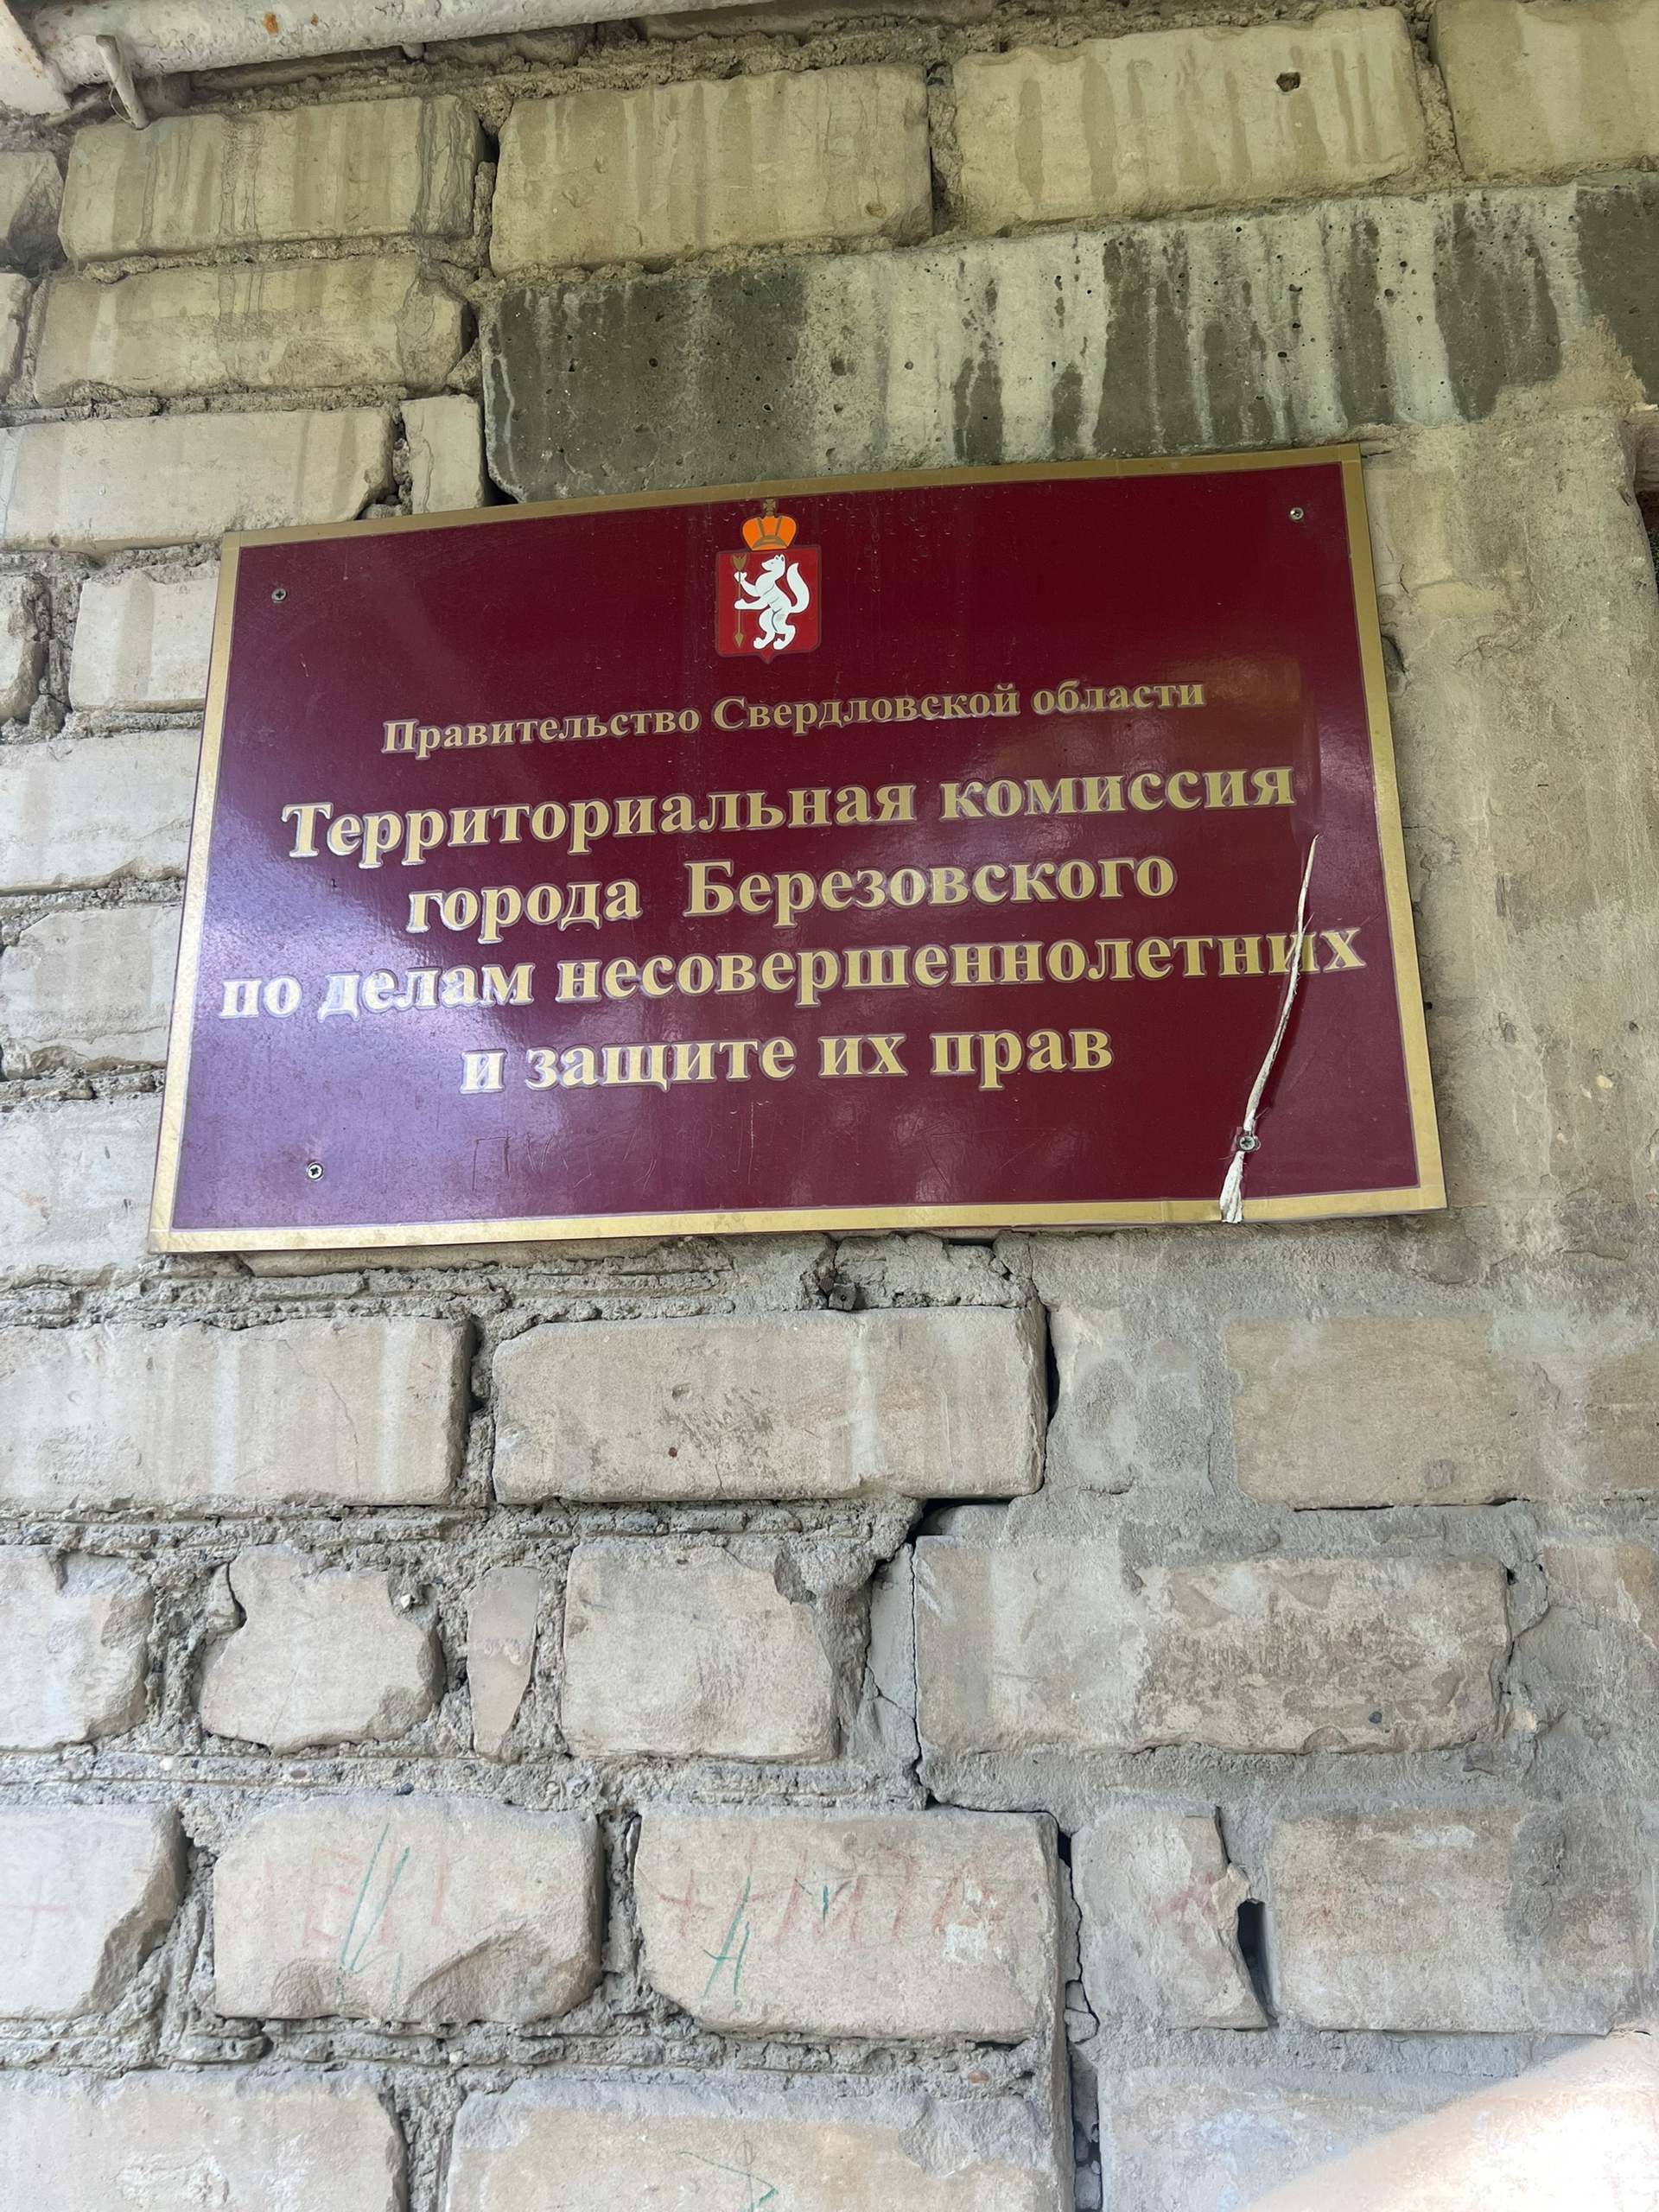 Правительство Свердловской области
Территориальная комиссия
города Березовского
по делам несовершеннолетних
и защите их прав